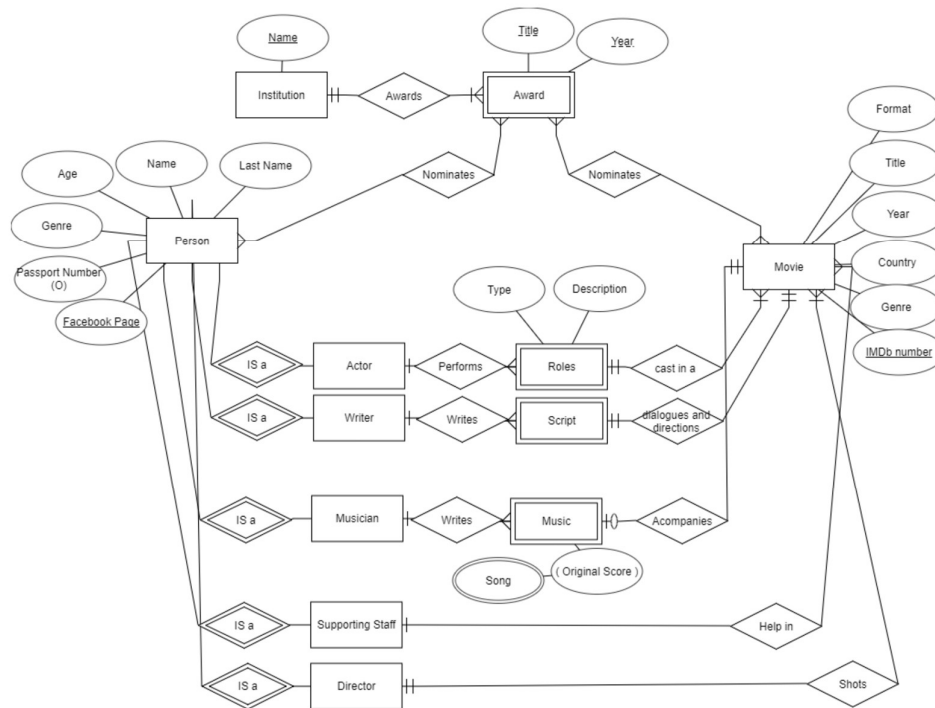 Name
Title
Year
Institution
Awards
Award
Format
Age
Name
Last Name
Nominates
Nominates
Title
Genre
Year
Person
Movie
Country
Passport Number
(O)
Type
Description
Genre
Facebook Page
IMDb number
IS a
Actor
Performs
Roles
cast in a
IS a
Writer
Writes
Script
dialogues and
directions
IS a
Musician
Writes
Music
Acompanies
Song
( Original Score )
IS a
Supporting Staff
Help in
IS a
Director
Shots